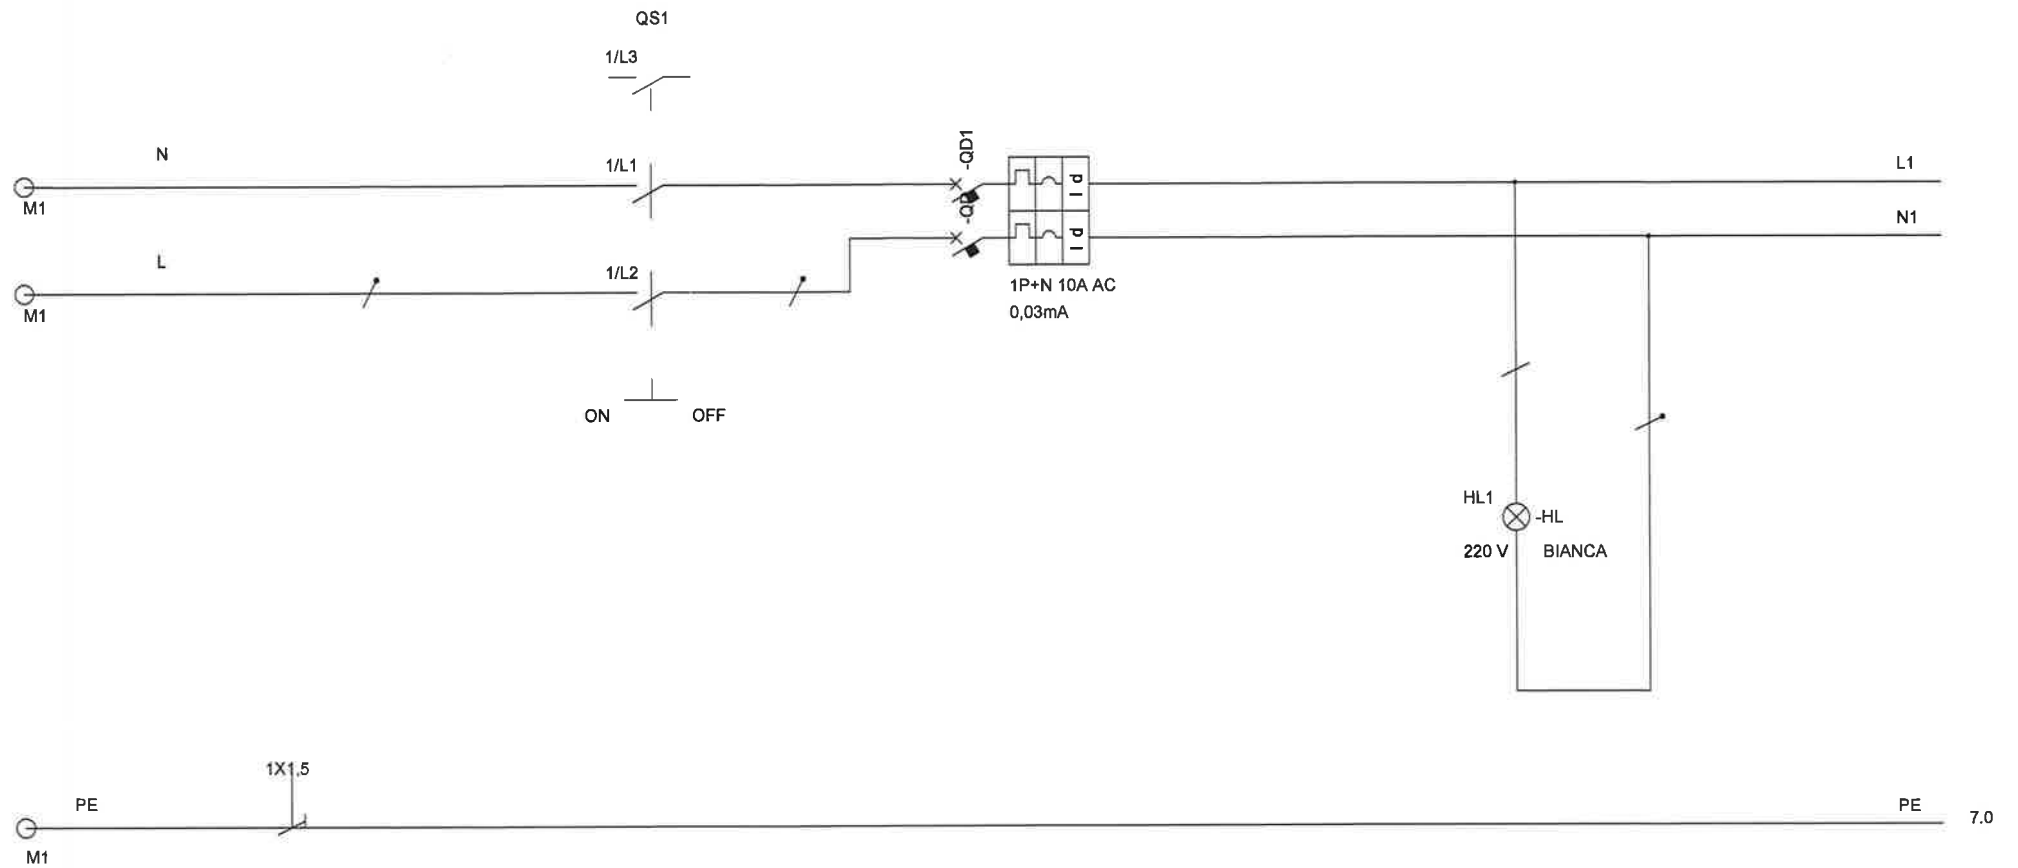 QS1
1/L3
-QD1
N
1/L1
L1
M1
-QD
N1
L
1/L2
1P+N 10A AC
0,03mA
M1
ON
OFF
HL1
-HL
220 V
BIANCA
1X1,5
PE
PE
7.0
M1